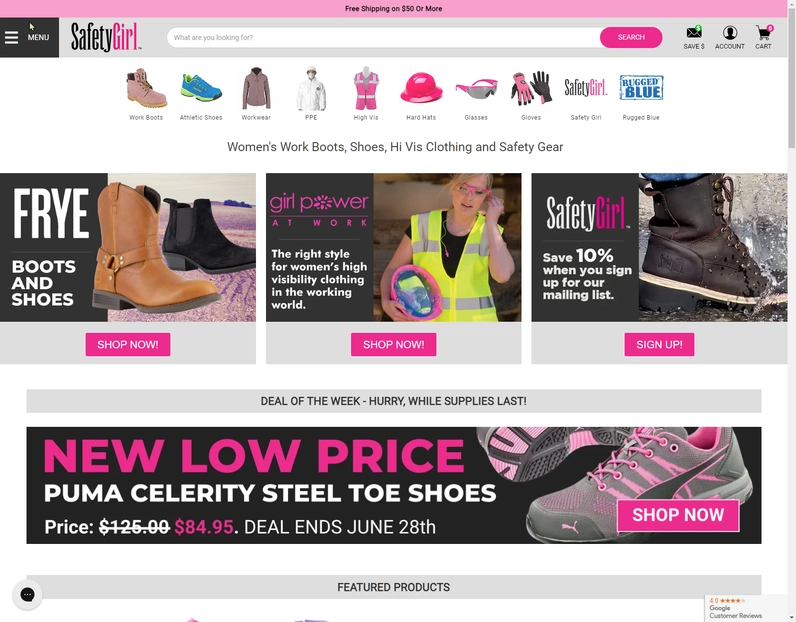 Free Shipping on $50 Or More
MENU
SafetyGirl
What are you looking for?
SEARCH
SAVE $
ACCOUNT
CART
Work Boots
Athletic Shoes
Workwear
PPE
High Vis
Hard Hats
Glasses
Gloves
SafetyGirl
Safety Girl
RUGGED BLUE
Rugged Blue
Women's Work Boots, Shoes, Hi Vis Clothing and Safety Gear
FRYE
BOOTS
AND
SHOES
SHOP NOW!
girl power
AT WORK
The right style
for women's high
visibility clothing
in the working
world.
SHOP NOW!
SafetyGirl
Save 10%
when you sign
up for our
mailing list.
SIGN UP!
DEAL OF THE WEEK - HURRY, WHILE SUPPLIES LAST!
NEW LOW PRICE
PUMA CELERITY STEEL TOE SHOES
Price: $125.00 $84.95. DEAL ENDS JUNE 28th
SHOP NOW
FEATURED PRODUCTS
4.0
Google
Customer Reviews